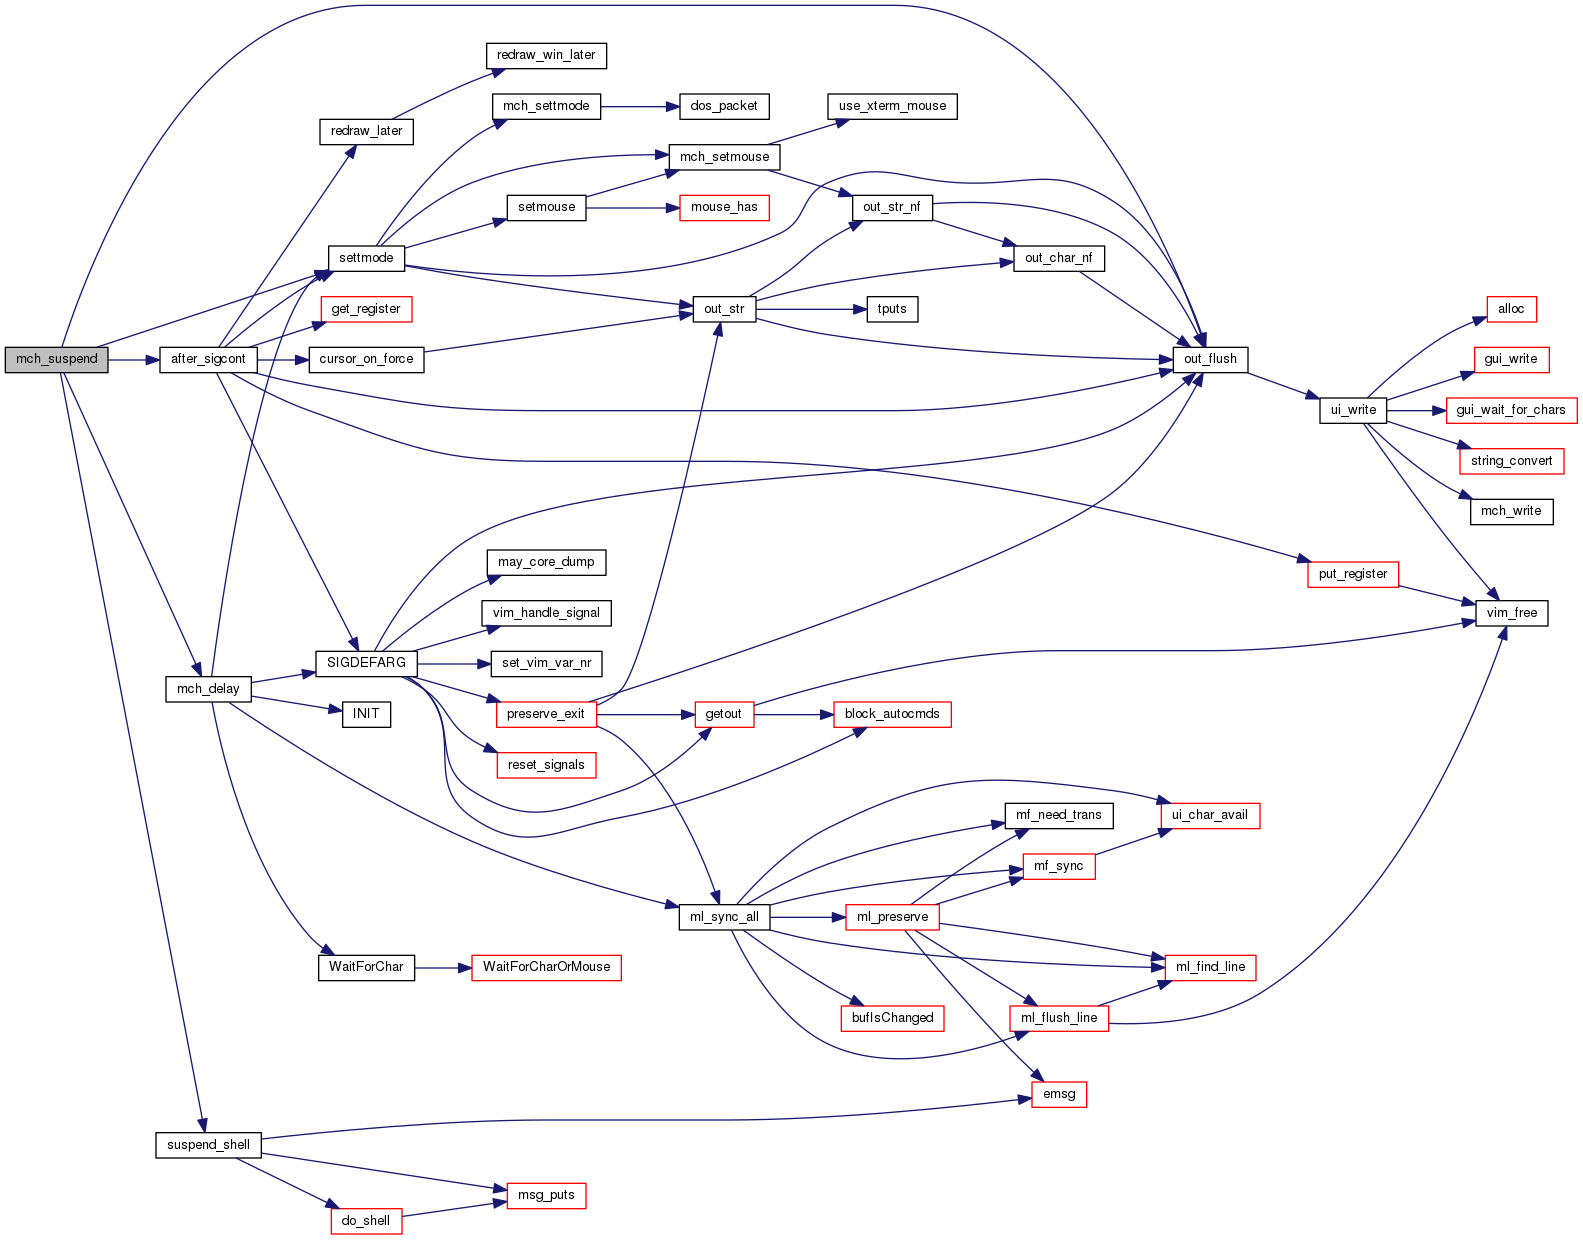 redraw_win_later
mch_settmode
dos_packet
use_xterm_mouse
redraw_later
mch_setmouse
setmouse
mouse_has
out_str_nf
settmode
out_char_nf
get_register
out_str
tputs
alloc
mch_suspend
after_sigcont
cursor_on_force
out_flush
gui_write
ui_write
gui_wait_for_chars
string_convert
mch_write
may_core_dump
put_register
vim_handle_signal
vim_free
SIGDEFARG
set_vim_var_nr
mch_delay
INIT
preserve_exit
getout
block_autocmds
reset_signals
mf_need_trans
ui_char_avail
mf_sync
ml_sync_all
ml_preserve
WaitForChar
WaitForCharOrMouse
ml_find_line
bufIsChanged
ml_flush_line
emsg
suspend_shell
msg_puts
do_shell